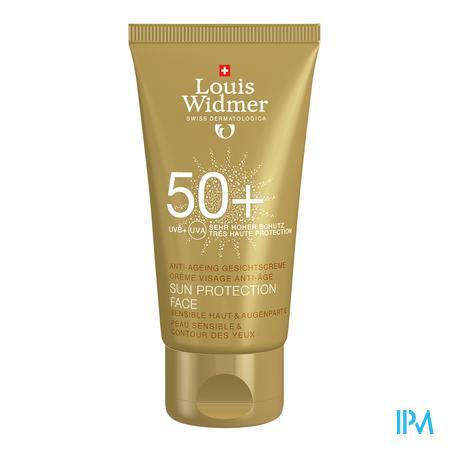 Louis
Widmer
SWISS DERMATOLOGICA
50+
UVB+ UVA SEHR HOHER SCHUTZ
TRÈS HAUTE PROTECTION
ANTI-AGEING GESICHTSCREME
CRÈME VISAGE ANTI-ÂGE
SUN PROTECTION
FACE
SENSIBLE HAUT & AUGENPARTIE
PEAU SENSIBLE &
CONTOUR DES YEUX
IPM